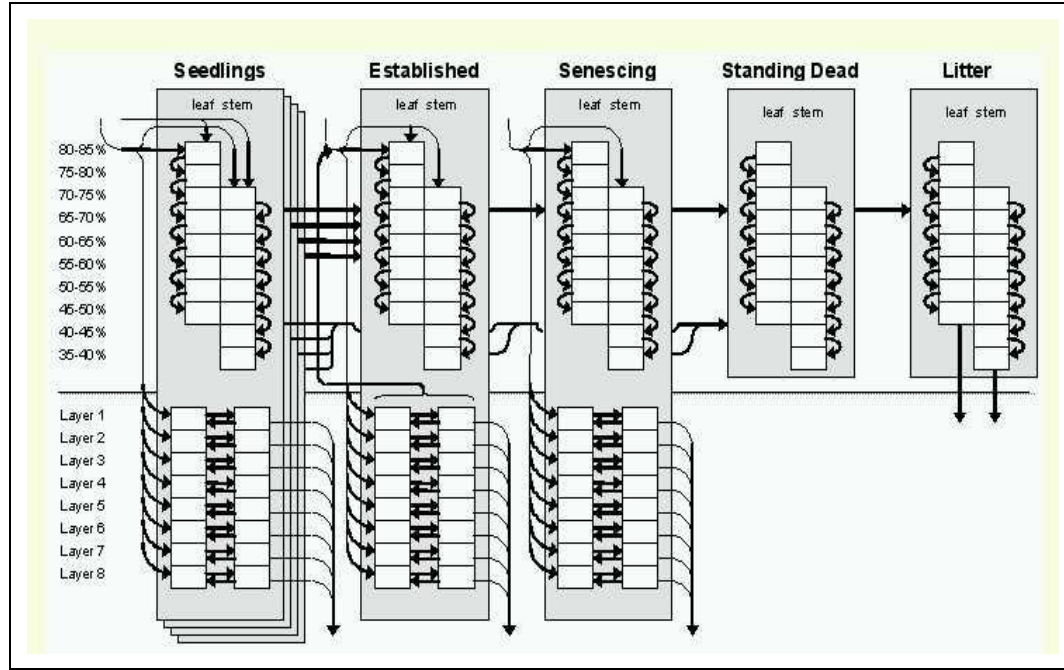 Seedlings Established Senescing Standing Dead Litter
leaf stem leaf stem leaf stem leaf stem leaf stem
80-85%
75-80%
70-75%
65-70%
60-65%
55-60%
50-55%
45-50%
40-45%
35-40%
Layer 1
Layer 2
Layer 3
Layer 4
Layer 5
Layer 6
Layer 7
Layer 8